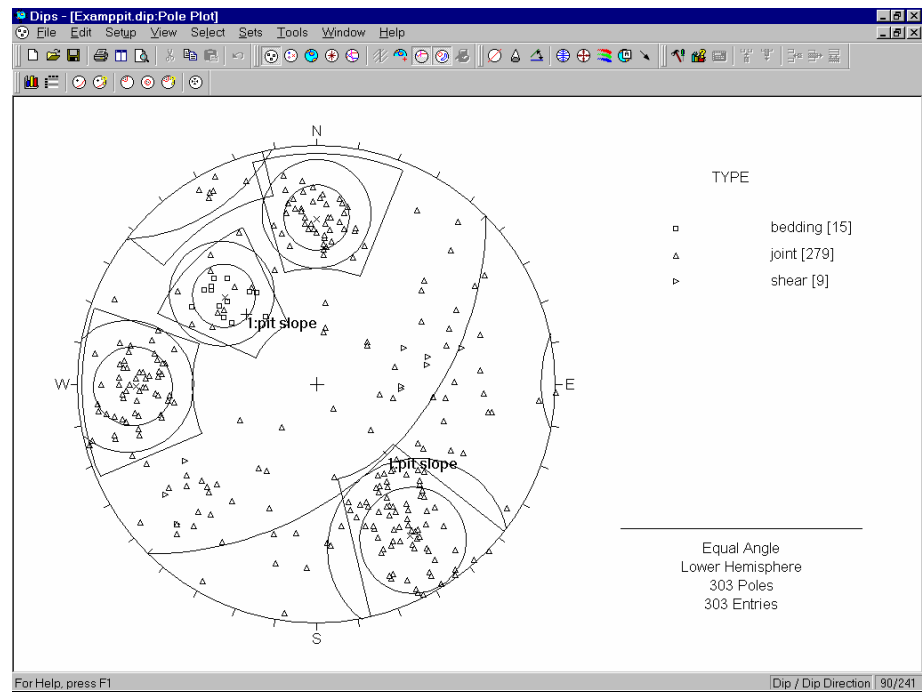 Dips - [Examppit.dip:Pole Plot]
File Edit Setup View Select Sets Tools Window Help
N
TYPE
bedding [15]
joint [279]
shear [9]
1:pit slope
W
E
1:pit slope
Equal Angle
Lower Hemisphere
303 Poles
303 Entries
S
For Help, press F1
Dip / Dip Direction 90/241